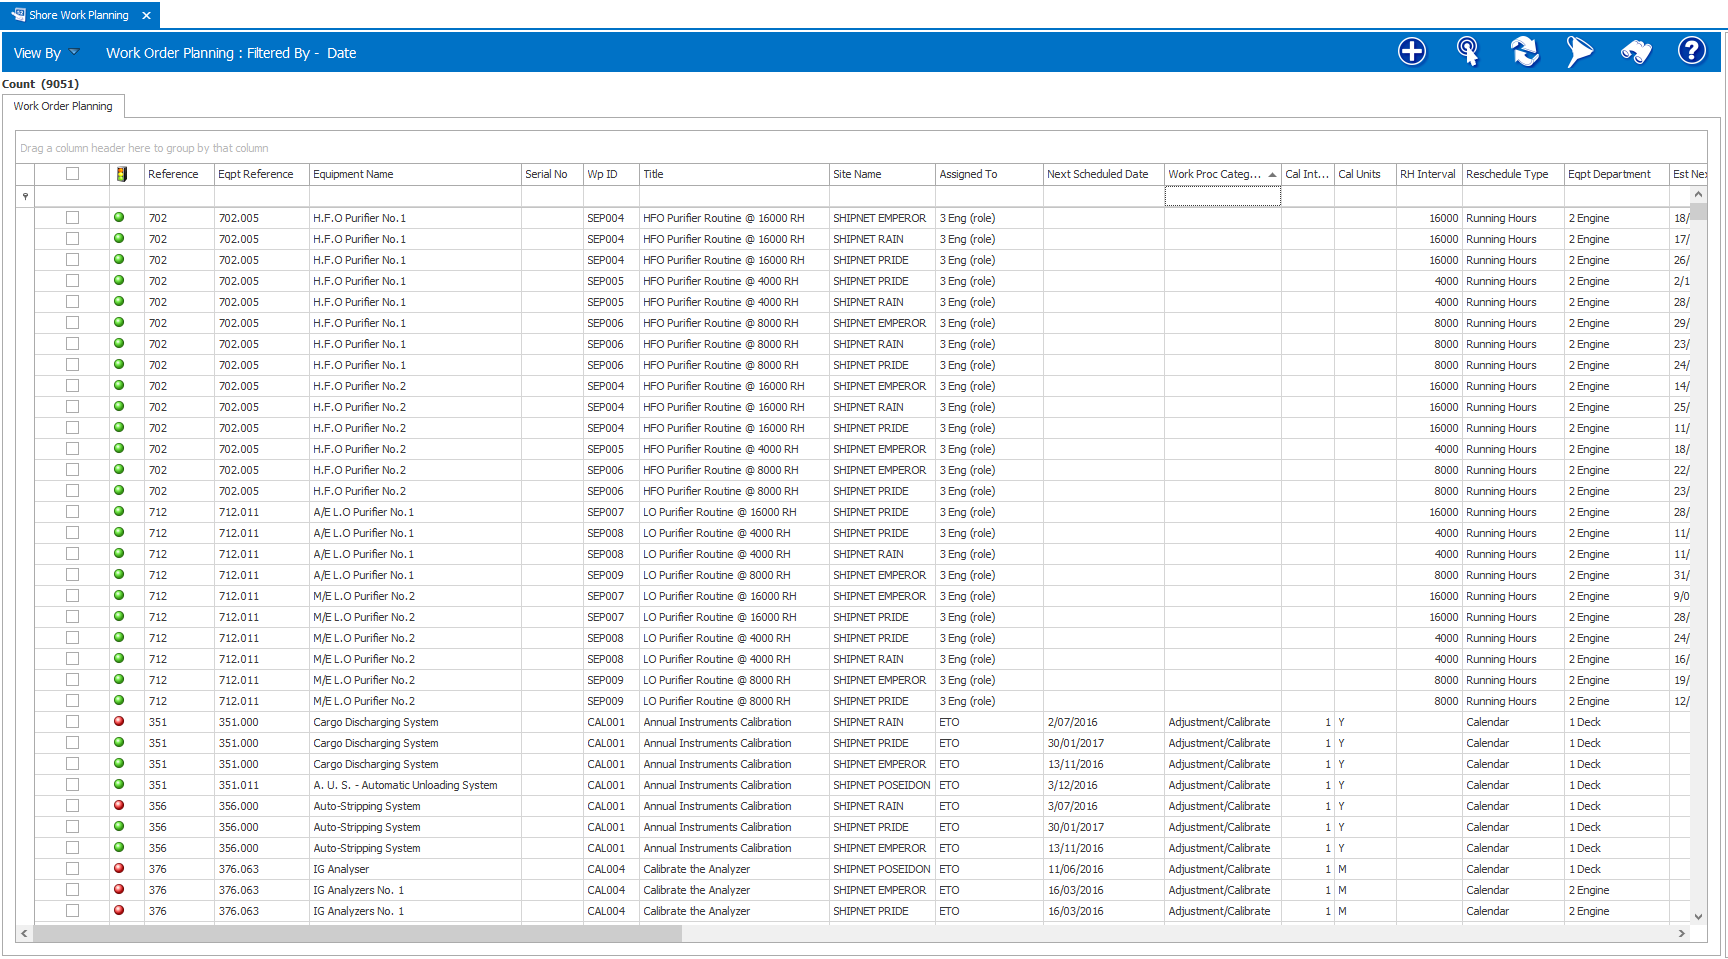 Shore Work Planning
View By Work Order Planning : Filtered By - Date
Count (9051)
Work Order Planning
Drag a column header here to group by that column
Reference Eqpt Reference Equipment Name Serial No Wp ID Title Site Name Assigned To Next Scheduled Date Work Proc Categ... Cal Int... Cal Units RH Interval Reschedule Type Eqpt Department Est Nex
702 702.005 H.F.O Purifier No.1 SEP004 HFO Purifier Routine @ 16000 RH SHIPNET EMPEROR 3 Eng (role) 16000 Running Hours 2 Engine 18/
702 702.005 H.F.O Purifier No.1 SEP004 HFO Purifier Routine @ 16000 RH SHIPNET RAIN 3 Eng (role) 16000 Running Hours 2 Engine 17/
702 702.005 H.F.O Purifier No.1 SEP004 HFO Purifier Routine @ 16000 RH SHIPNET PRIDE 3 Eng (role) 16000 Running Hours 2 Engine 26/
702 702.005 H.F.O Purifier No.1 SEP005 HFO Purifier Routine @ 4000 RH SHIPNET PRIDE 3 Eng (role) 4000 Running Hours 2 Engine 2/1
702 702.005 H.F.O Purifier No.1 SEP005 HFO Purifier Routine @ 4000 RH SHIPNET RAIN 3 Eng (role) 4000 Running Hours 2 Engine 28/
702 702.005 H.F.O Purifier No.1 SEP006 HFO Purifier Routine @ 8000 RH SHIPNET EMPEROR 3 Eng (role) 8000 Running Hours 2 Engine 29/
702 702.005 H.F.O Purifier No.1 SEP006 HFO Purifier Routine @ 8000 RH SHIPNET RAIN 3 Eng (role) 8000 Running Hours 2 Engine 23/
702 702.005 H.F.O Purifier No.1 SEP006 HFO Purifier Routine @ 8000 RH SHIPNET PRIDE 3 Eng (role) 8000 Running Hours 2 Engine 24/
702 702.005 H.F.O Purifier No.2 SEP004 HFO Purifier Routine @ 16000 RH SHIPNET EMPEROR 3 Eng (role) 16000 Running Hours 2 Engine 14/
702 702.005 H.F.O Purifier No.2 SEP004 HFO Purifier Routine @ 16000 RH SHIPNET RAIN 3 Eng (role) 16000 Running Hours 2 Engine 25/
702 702.005 H.F.O Purifier No.2 SEP004 HFO Purifier Routine @ 16000 RH SHIPNET PRIDE 3 Eng (role) 16000 Running Hours 2 Engine 11/
702 702.005 H.F.O Purifier No.2 SEP005 HFO Purifier Routine @ 4000 RH SHIPNET EMPEROR 3 Eng (role) 4000 Running Hours 2 Engine 18/
702 702.005 H.F.O Purifier No.2 SEP006 HFO Purifier Routine @ 8000 RH SHIPNET EMPEROR 3 Eng (role) 8000 Running Hours 2 Engine 22/
702 702.005 H.F.O Purifier No.2 SEP006 HFO Purifier Routine @ 8000 RH SHIPNET PRIDE 3 Eng (role) 8000 Running Hours 2 Engine 23/
712 712.011 A/E L.O Purifier No.1 SEP007 LO Purifier Routine @ 16000 RH SHIPNET PRIDE 3 Eng (role) 16000 Running Hours 2 Engine 28/
712 712.011 A/E L.O Purifier No.1 SEP008 LO Purifier Routine @ 4000 RH SHIPNET PRIDE 3 Eng (role) 4000 Running Hours 2 Engine 11/
712 712.011 A/E L.O Purifier No.1 SEP008 LO Purifier Routine @ 4000 RH SHIPNET RAIN 3 Eng (role) 4000 Running Hours 2 Engine 11/
712 712.011 A/E L.O Purifier No.1 SEP009 LO Purifier Routine @ 8000 RH SHIPNET EMPEROR 3 Eng (role) 8000 Running Hours 2 Engine 31/
712 712.011 M/E L.O Purifier No.2 SEP007 LO Purifier Routine @ 16000 RH SHIPNET EMPEROR 3 Eng (role) 16000 Running Hours 2 Engine 9/0
712 712.011 M/E L.O Purifier No.2 SEP007 LO Purifier Routine @ 16000 RH SHIPNET PRIDE 3 Eng (role) 16000 Running Hours 2 Engine 28/
712 712.011 M/E L.O Purifier No.2 SEP008 LO Purifier Routine @ 4000 RH SHIPNET PRIDE 3 Eng (role) 4000 Running Hours 2 Engine 24/
712 712.011 M/E L.O Purifier No.2 SEP008 LO Purifier Routine @ 4000 RH SHIPNET RAIN 3 Eng (role) 4000 Running Hours 2 Engine 16/
712 712.011 M/E L.O Purifier No.2 SEP009 LO Purifier Routine @ 8000 RH SHIPNET EMPEROR 3 Eng (role) 8000 Running Hours 2 Engine 19/
712 712.011 M/E L.O Purifier No.2 SEP009 LO Purifier Routine @ 8000 RH SHIPNET PRIDE 3 Eng (role) 8000 Running Hours 2 Engine 12/
351 351.000 Cargo Discharging System CAL001 Annual Instruments Calibration SHIPNET RAIN ETO 2/07/2016 Adjustment/Calibrate 1 Y Calendar 1 Deck
351 351.000 Cargo Discharging System CAL001 Annual Instruments Calibration SHIPNET PRIDE ETO 30/01/2017 Adjustment/Calibrate 1 Y Calendar 1 Deck
351 351.000 Cargo Discharging System CAL001 Annual Instruments Calibration SHIPNET EMPEROR ETO 13/11/2016 Adjustment/Calibrate 1 Y Calendar 1 Deck
351 351.011 A. U. S. - Automatic Unloading System CAL001 Annual Instruments Calibration SHIPNET POSEIDON ETO 3/12/2016 Adjustment/Calibrate 1 Y Calendar 1 Deck
356 356.000 Auto-Stripping System CAL001 Annual Instruments Calibration SHIPNET RAIN ETO 3/07/2016 Adjustment/Calibrate 1 Y Calendar 1 Deck
356 356.000 Auto-Stripping System CAL001 Annual Instruments Calibration SHIPNET PRIDE ETO 30/01/2017 Adjustment/Calibrate 1 Y Calendar 1 Deck
356 356.000 Auto-Stripping System CAL001 Annual Instruments Calibration SHIPNET EMPEROR ETO 13/11/2016 Adjustment/Calibrate 1 Y Calendar 1 Deck
376 376.063 IG Analyser CAL004 Calibrate the Analyzer SHIPNET POSEIDON ETO 11/06/2016 Adjustment/Calibrate 1 M Calendar 1 Deck
376 376.063 IG Analyzers No. 1 CAL004 Calibrate the Analyzer SHIPNET EMPEROR ETO 16/03/2016 Adjustment/Calibrate 1 M Calendar 2 Engine
376 376.063 IG Analyzers No. 1 CAL004 Calibrate the Analyzer SHIPNET PRIDE ETO 16/03/2016 Adjustment/Calibrate 1 M Calendar 2 Engine